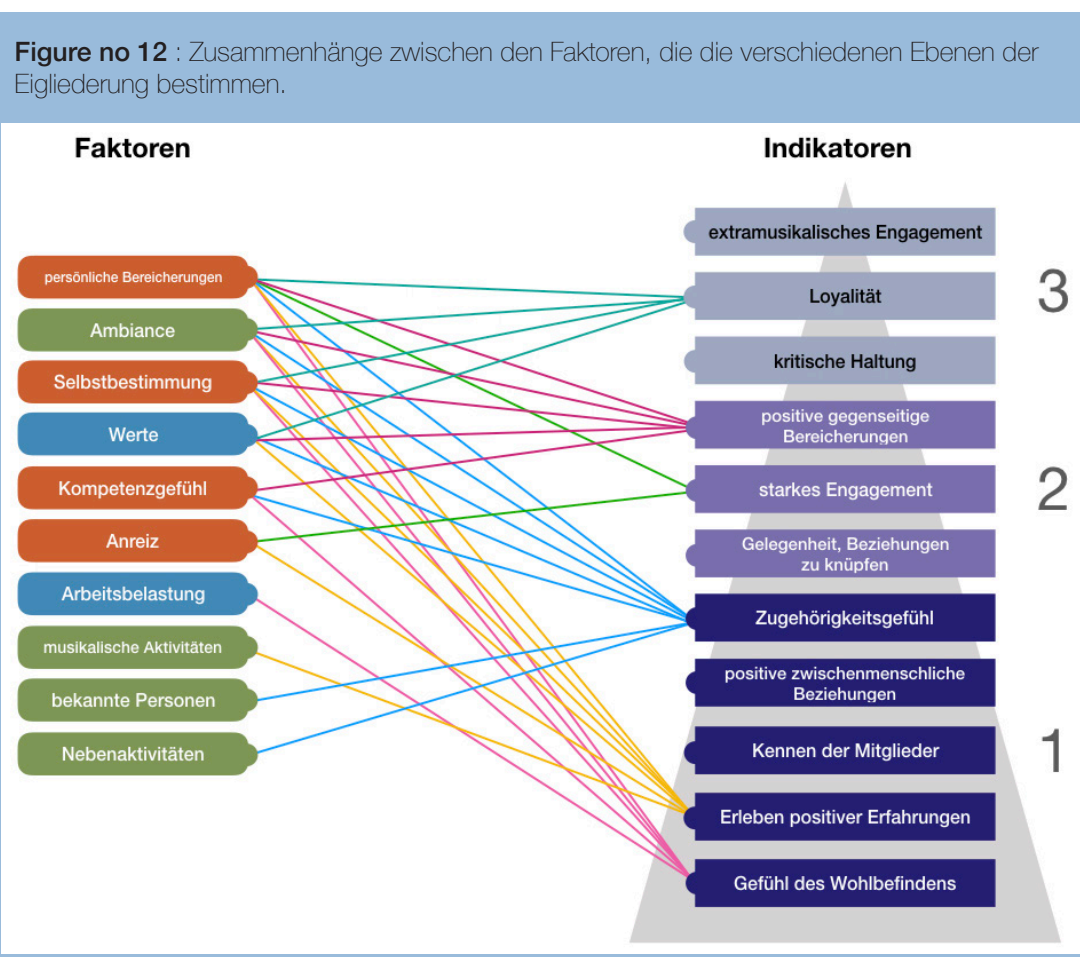 Figure no 12 : Zusammenhänge zwischen den Faktoren, die die verschiedenen Ebenen der
Eigliederung bestimmen.
Faktoren
persönliche Bereicherungen
Ambiance
Selbstbestimmung
Werte
Kompetenzgefühl
Anreiz
Arbeitsbelastung
musikalische Aktivitäten
bekannte Personen
Nebenaktivitäten
Indikatoren
extramusikalisches Engagement
Loyalität
kritische Haltung
3
positive gegenseitige
Bereicherungen
starkes Engagement
Gelegenheit, Beziehungen
zu knüpfen
2
Zugehörigkeitsgefühl
positive zwischenmenschliche
Beziehungen
Kennen der Mitglieder
Erleben positiver Erfahrungen
Gefühl des Wohlbefindens
1